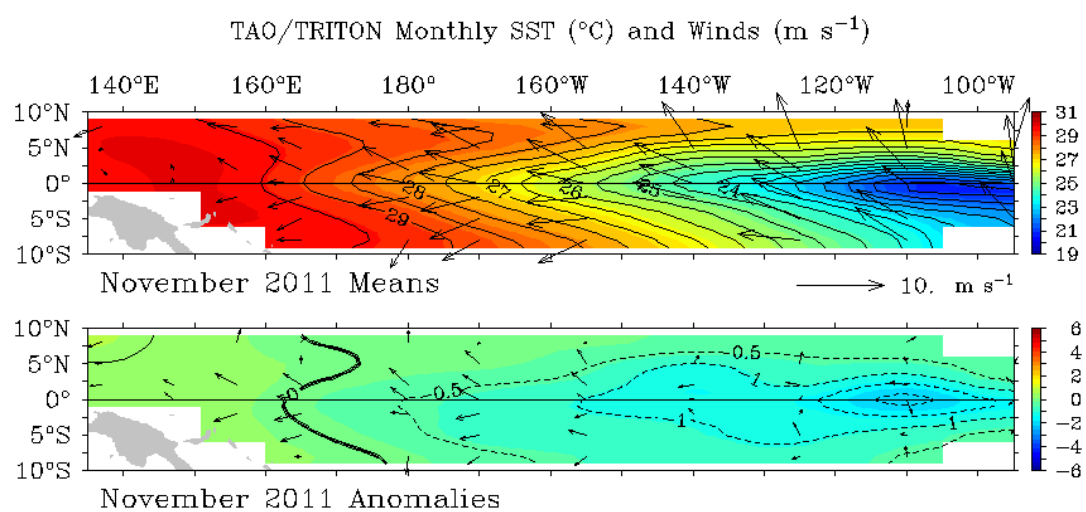 TAO/TRITON Monthly SST (°C) and Winds (m s⁻¹)
140°E 160°E 180° 160°W 140°W 120°W 100°W
10°N
5°N
0°
5°S
10°S
28 27 26 25 24
29
31
29
27
25
23
21
19
November 2011 Means
10. m s⁻¹
10°N
5°N
0°
5°S
10°S
0.5
0 0.5 1
1 1
6
4
2
0
-2
-4
-6
November 2011 Anomalies